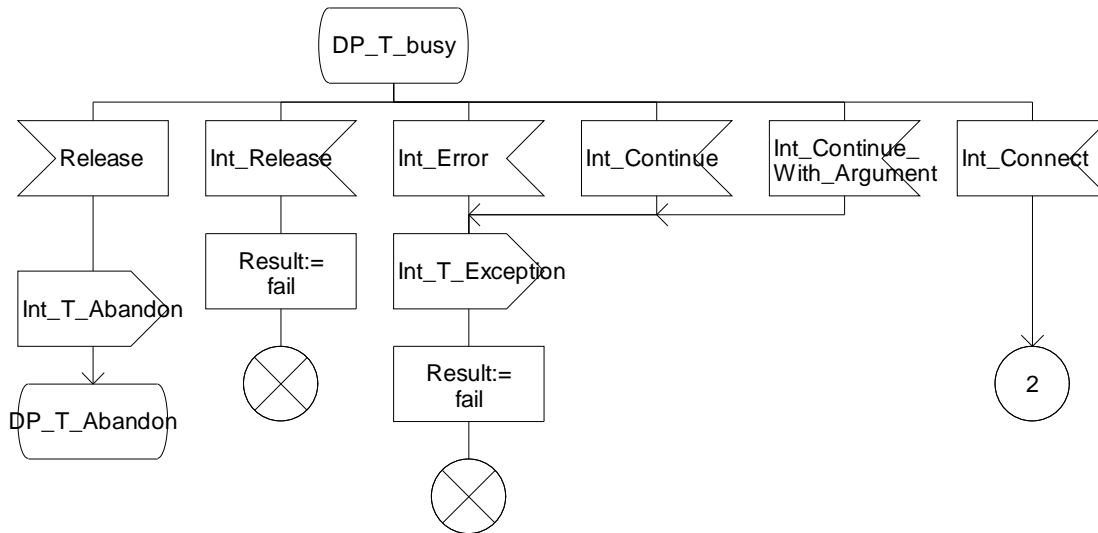 DP_T_busy
Release
Int_Release
Int_Error
Int_Continue
Int_Continue_
With_Argument
Int_Connect
Result:=
fail
Int_T_Exception
Int_T_Abandon
Result:=
fail
2
DP_T_Abandon